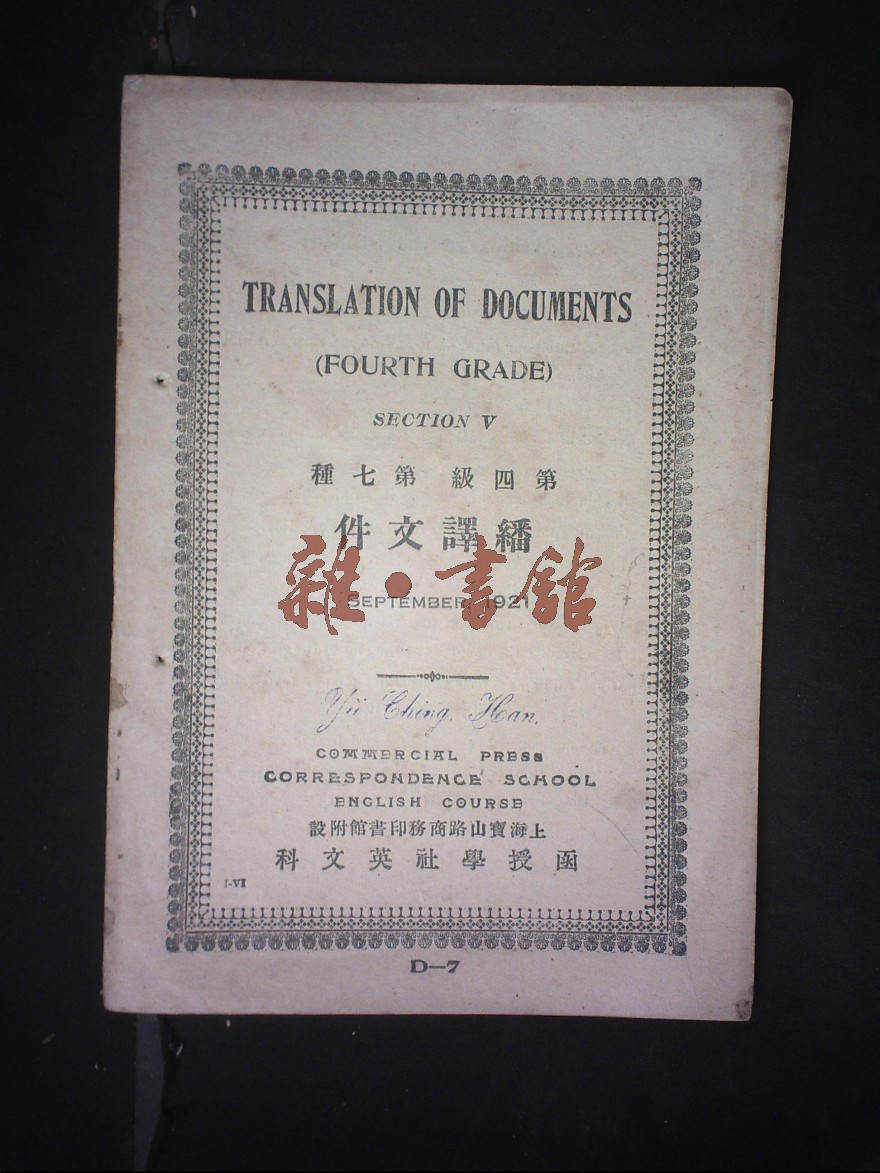 TRANSLATION OF DOCUMENTS
(FOURTH GRADE)
SECTION V
第四級 第七種
繙譯文件
雜·書館
SEPTEMBER, 1921
Yü Ching Han.
COMMERCIAL PRESS
CORRESPONDENCE SCHOOL
ENGLISH COURSE
上海寶山路商務印書館附設
函授學社英文科
I-VI
D—7